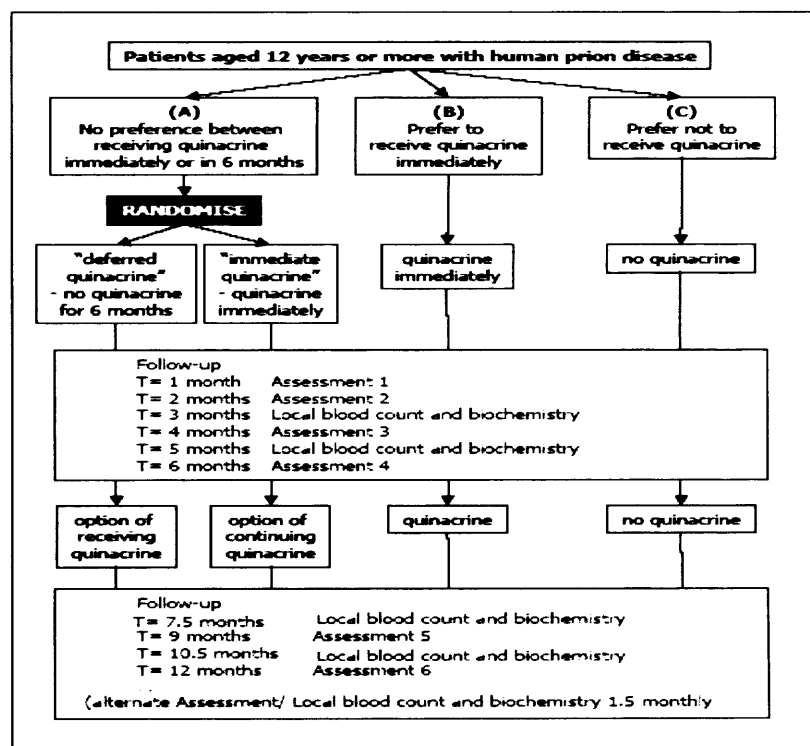 Patients aged 12 years or more with human prion disease
(A)
No preference between
receiving quinacrine
immediately or in 6 months
(B)
Prefer to
receive quinacrine
immediately
(C)
Prefer not to
receive quinacrine
RANDOMISE
"deferred
quinacrine"
- no quinacrine
for 6 months
"immediate
quinacrine"
- quinacrine
immediately
quinacrine
immediately
no quinacrine
Follow-up
T= 1 month Assessment 1
T= 2 months Assessment 2
T= 3 months Local blood count and biochemistry
T= 4 months Assessment 3
T= 5 months Local blood count and biochemistry
T= 6 months Assessment 4
option of
receiving
quinacrine
option of
continuing
quinacrine
quinacrine
no quinacrine
Follow-up
T= 7.5 months Local blood count and biochemistry
T= 9 months Assessment 5
T= 10.5 months Local blood count and biochemistry
T= 12 months Assessment 6
(alternate Assessment/ Local blood count and biochemistry 1.5 monthly